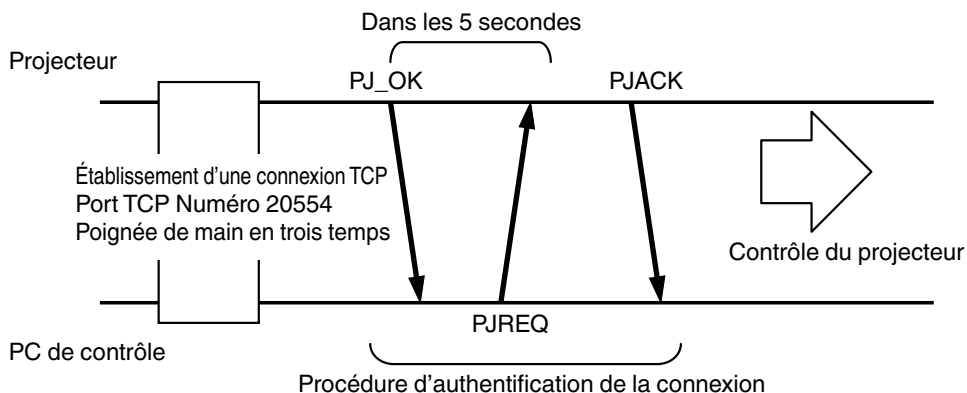 Dans les 5 secondes
Projecteur
PJ_OK
PJACK
Établissement d'une connexion TCP
Port TCP Numéro 20554
Poignée de main en trois temps
Contrôle du projecteur
PJREQ
PC de contrôle
Procédure d'authentification de la connexion